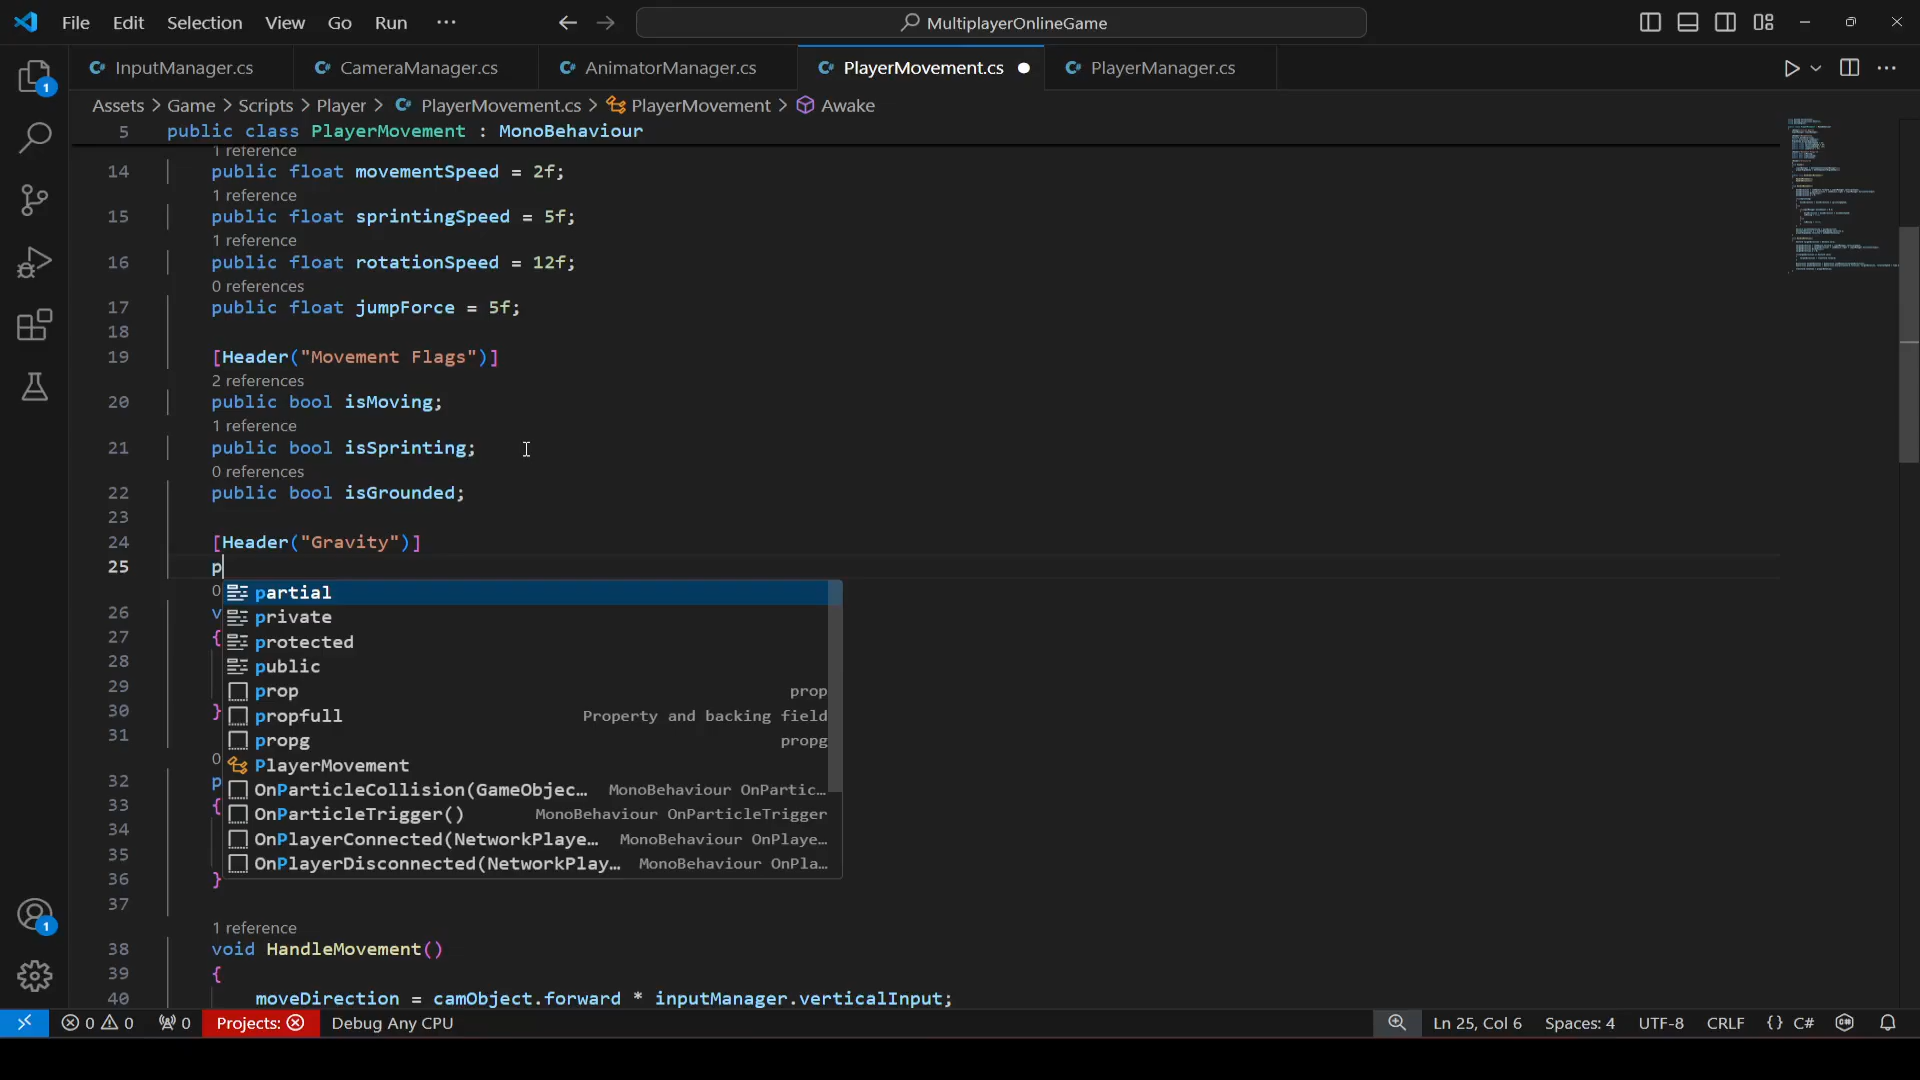 File Edit Selection View Go Run ··· MultiplayerOnlineGame
1 InputManager.cs CameraManager.cs AnimatorManager.cs PlayerMovement.cs PlayerManager.cs
Assets > Game > Scripts > Player > PlayerMovement.cs > PlayerMovement > Awake
5 public class PlayerMovement : MonoBehaviour
1 reference
14 public float movementSpeed = 2f;
1 reference
15 public float sprintingSpeed = 5f;
1 reference
16 public float rotationSpeed = 12f;
0 references
17 public float jumpForce = 5f;
18
19 [Header("Movement Flags")]
2 references
20 public bool isMoving;
1 reference
21 public bool isSprinting;
0 references
22 public bool isGrounded;
23
24 [Header("Gravity")]
25 p
0 partial
26 v private
27 { protected
28 public
29 prop prop
30 } propfull Property and backing field
31 propg propg
0 PlayerMovement
32 p OnParticleCollision(GameObjec... MonoBehaviour OnPartic...
33 { OnParticleTrigger() MonoBehaviour OnParticleTrigger
34 OnPlayerConnected(NetworkPlaye... MonoBehaviour OnPlaye...
35 OnPlayerDisconnected(NetworkPlay... MonoBehaviour OnPla...
36 }
37
1 reference
38 void HandleMovement()
39 {
40 moveDirection = camObject.forward * inputManager.verticalInput;
1
0 0 0 Projects: Debug Any CPU Ln 25, Col 6 Spaces: 4 UTF-8 CRLF {} C#